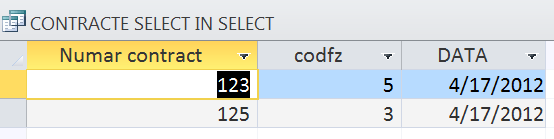 CONTRACTE SELECT IN SELECT
Numar contract codfz DATA
123 5 4/17/2012
125 3 4/17/2012